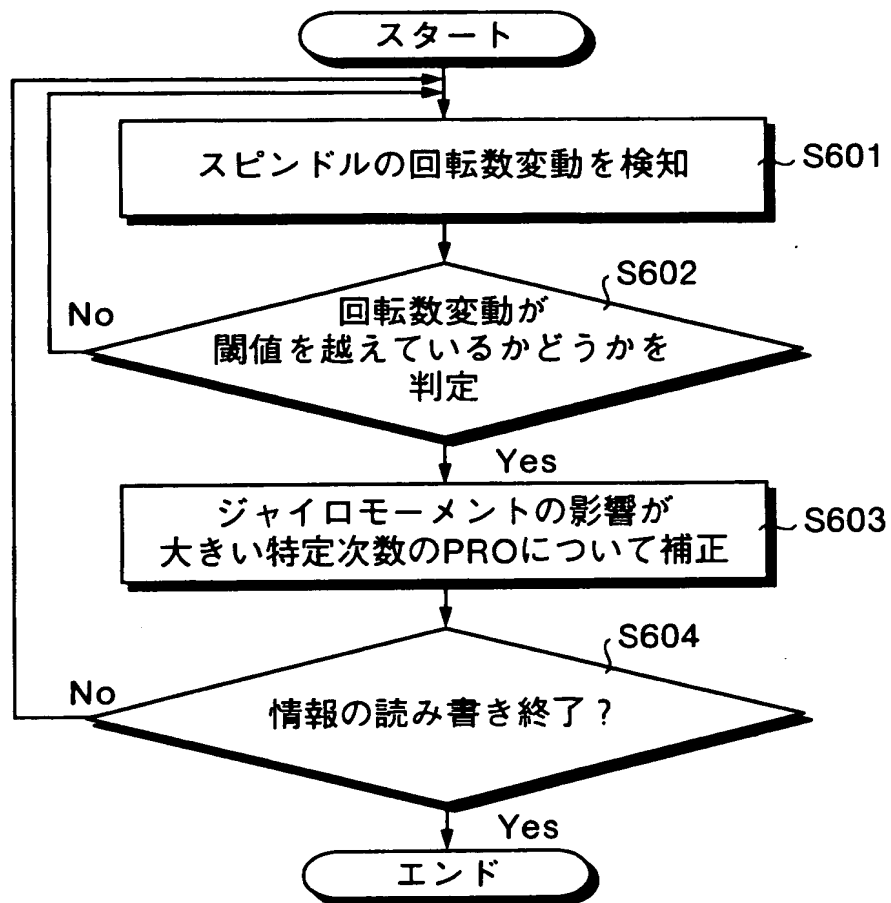 スタート
スピンドルの回転数変動を検知
S601
S602
回転数変動が
閾値を越えているかどうかを
判定
No
Yes
ジャイロモーメントの影響が
大きい特定次数のPROについて補正
S603
S604
情報の読み書き終了?
No
Yes
エンド